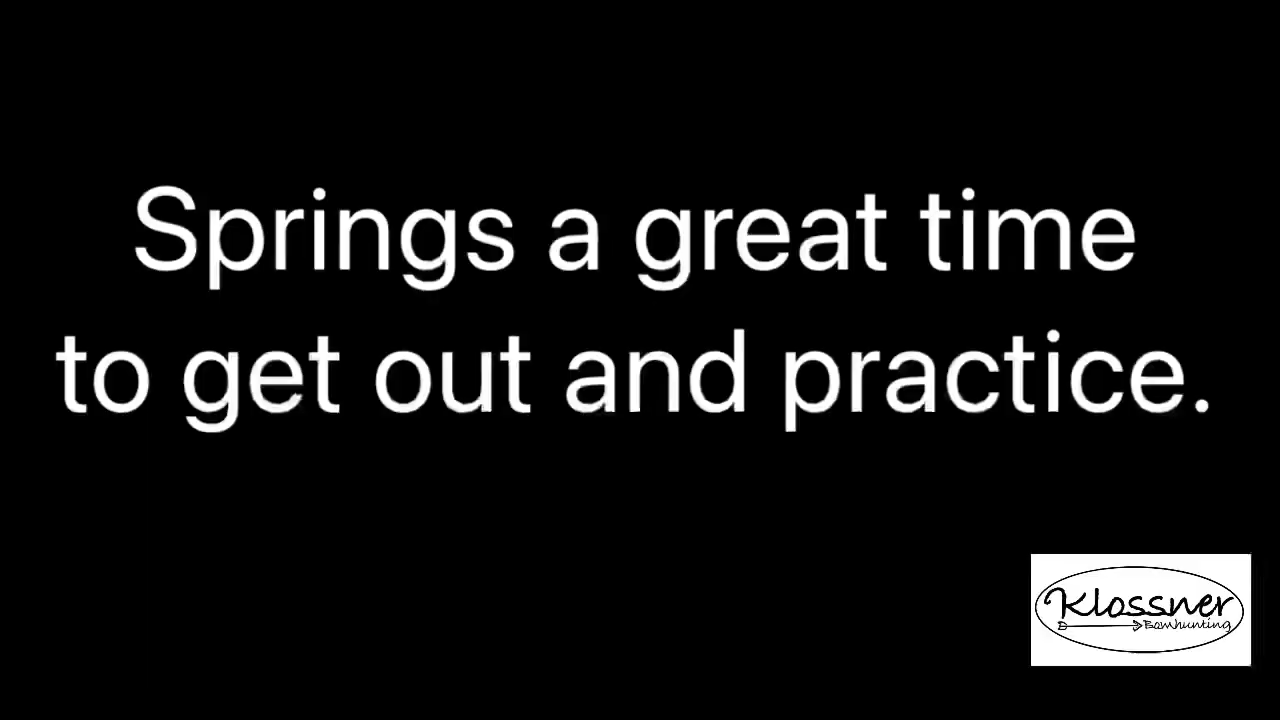 Springs a great time
to get out and practice.
Klossner
Bowhunting